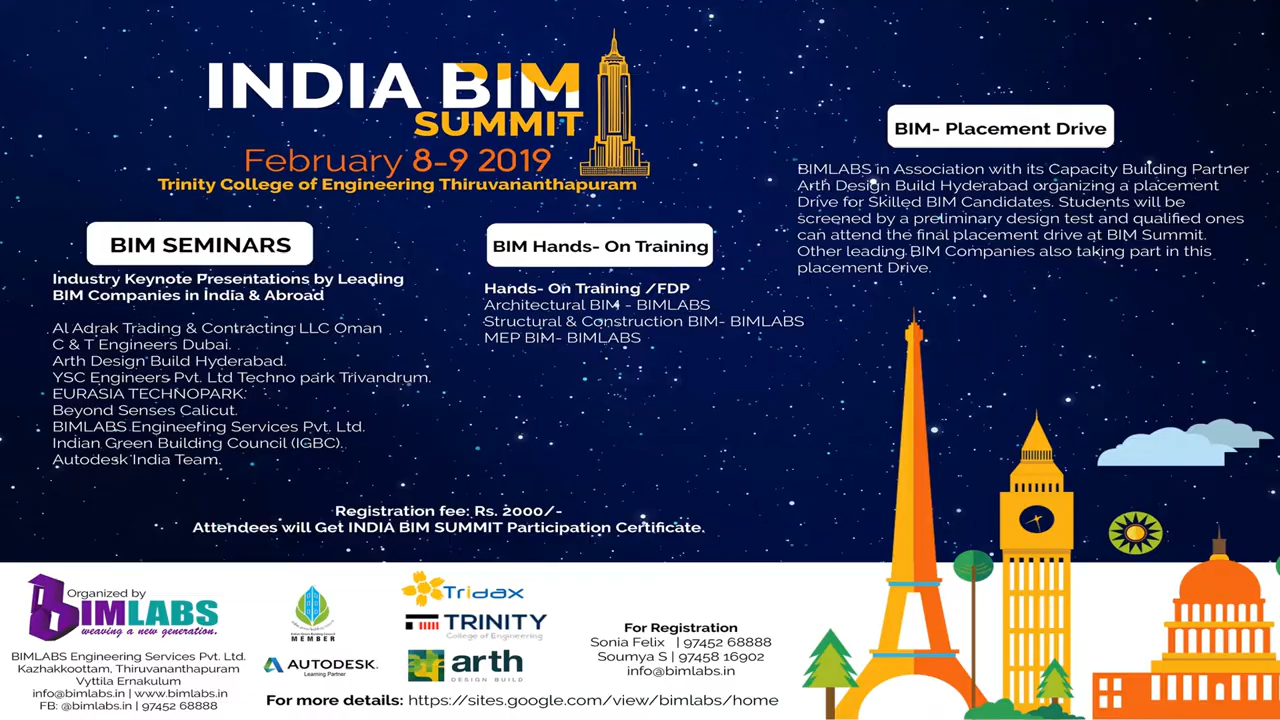 INDIA BIM
SUMMIT
February 8-9 2019
Trinity College of Engineering Thiruvananthapuram
BIM SEMINARS
Industry Keynote Presentations by Leading
BIM Companies in India & Abroad
Al Adrak Trading & Contracting LLC Oman
C & T Engineers Dubai.
Arth Design Build Hyderabad.
YSC Engineers Pvt. Ltd Techno park Trivandrum.
EURASIA TECHNOPARK.
Beyond Senses Calicut.
BIMLABS Engineering Services Pvt. Ltd.
Indian Green Building Council (IGBC).
Autodesk India Team.
BIM Hands- On Training
Hands- On Training /FDP
Architectural BIM - BIMLABS
Structural & Construction BIM- BIMLABS
MEP BIM- BIMLABS
BIM- Placement Drive
BIMLABS in Association with its Capacity Building Partner
Arth Design Build Hyderabad organizing a placement
Drive for Skilled BIM Candidates. Students will be
screened by a preliminary design test and qualified ones
can attend the final placement drive at BIM Summit.
Other leading BIM Companies also taking part in this
placement Drive.
Registration fee: Rs. 2000/-
Attendees will Get INDIA BIM SUMMIT Participation Certificate.
Organized by
BIMLABS
weaving a new generation.
BIMLABS Engineering Services Pvt. Ltd.
Kazhakkoottam, Thiruvananthapuram
Vyttila Ernakulum
info@bimlabs.in | www.bimlabs.in
FB: @bimlabs.in | 97452 68888
MEMBER
AUTODESK.
Learning Partner
Tridax
TRINITY
College of Engineering
arth
DESIGN BUILD
For Registration
Sonia Felix | 97452 68888
Soumya S | 97458 16902
info@bimlabs.in
For more details: https://sites.google.com/view/bimlabs/home